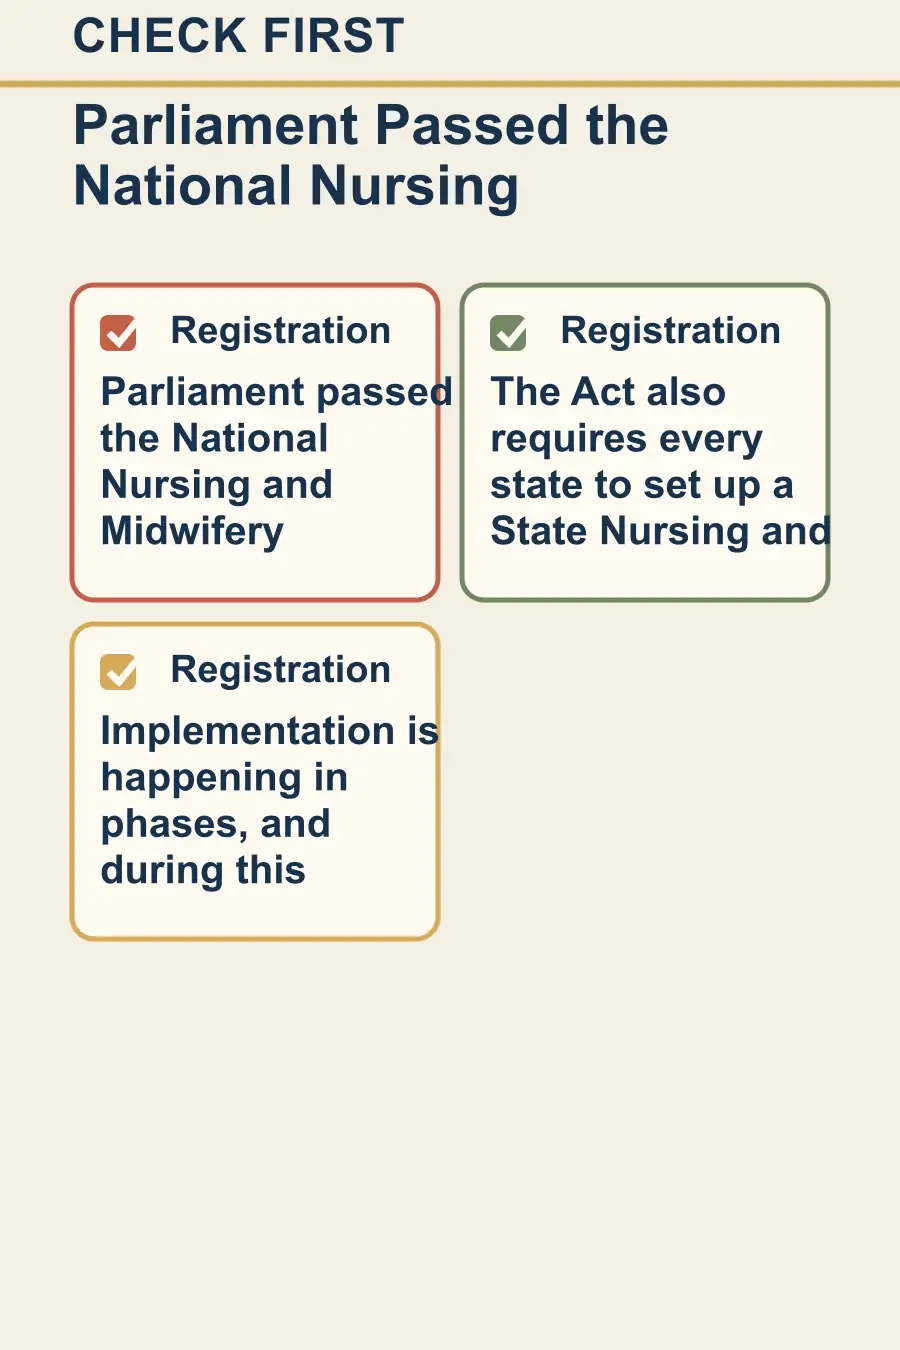 CHECK FIRST
Parliament Passed the
National Nursing
Registration
Parliament passed
the National
Nursing and
Midwifery
Registration
The Act also
requires every
state to set up a
State Nursing and
Registration
Implementation is
happening in
phases, and
during this